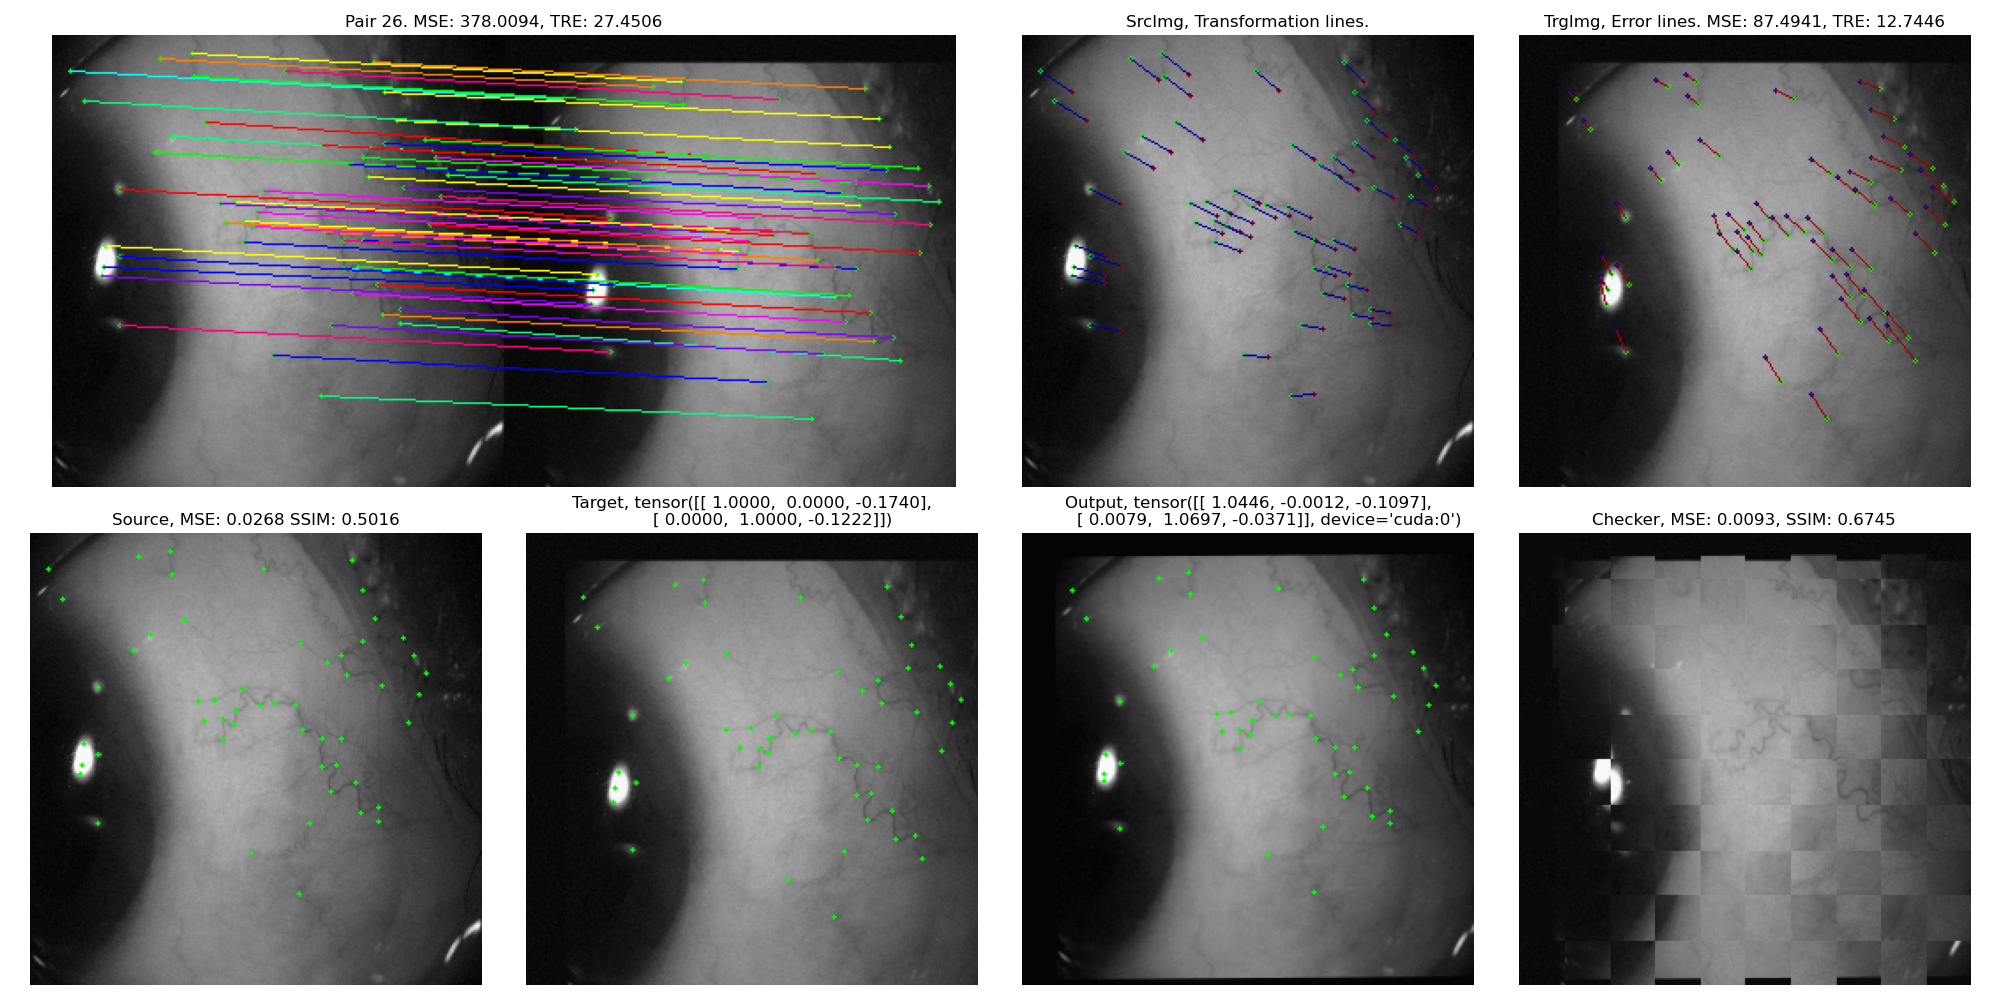 Pair 26. MSE: 378.0094, TRE: 27.4506
SrcImg, Transformation lines.
TrgImg, Error lines. MSE: 87.4941, TRE: 12.7446
Source, MSE: 0.0268 SSIM: 0.5016
Target, tensor([[ 1.0000,  0.0000, -0.1740],
[ 0.0000,  1.0000, -0.1222]])
Output, tensor([[ 1.0446, -0.0012, -0.1097],
[ 0.0079,  1.0697, -0.0371]], device='cuda:0')
Checker, MSE: 0.0093, SSIM: 0.6745